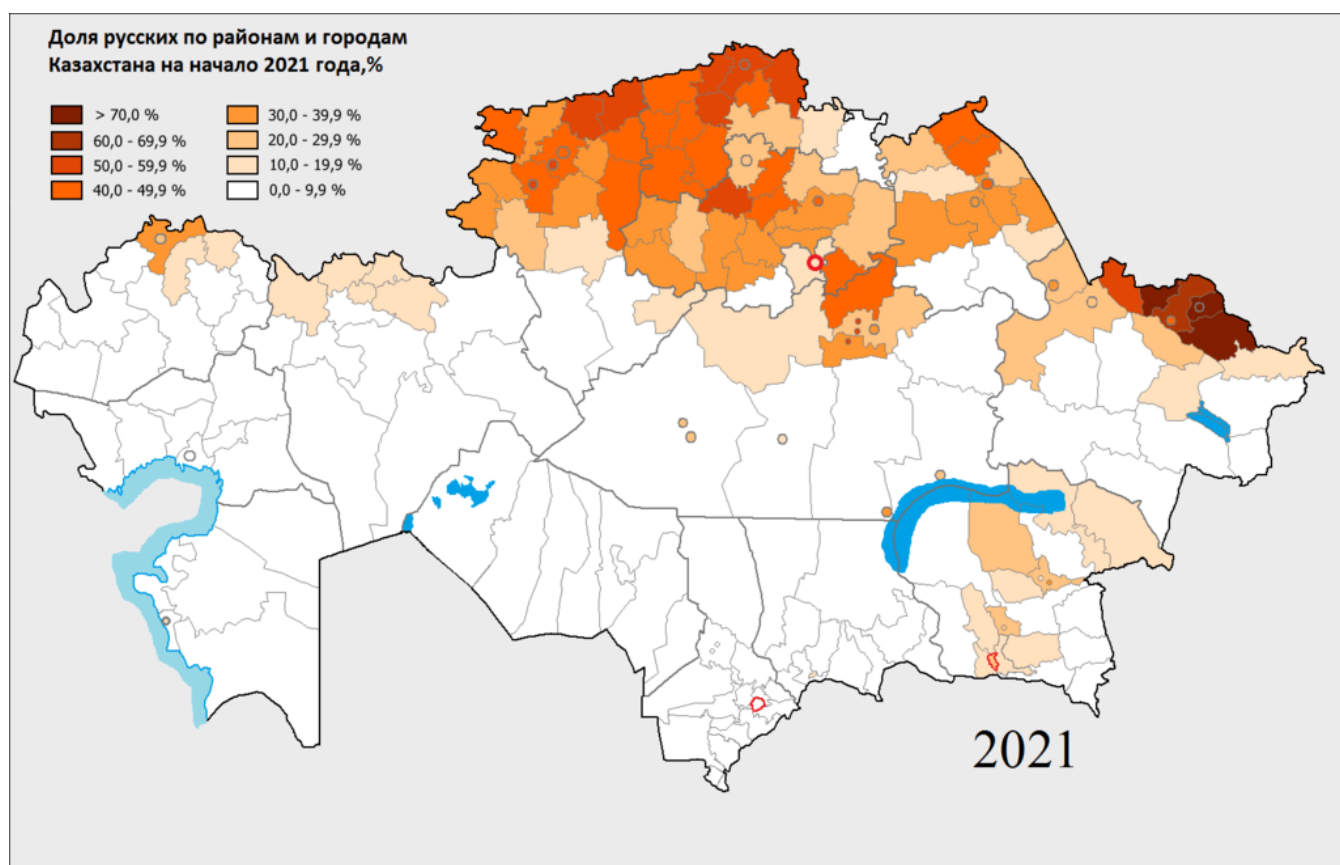 Доля русских по районам и городам
Казахстана на начало 2021 года,%
> 70,0 %
60,0 - 69,9 %
50,0 - 59,9 %
40,0 - 49,9 %
30,0 - 39,9 %
20,0 - 29,9 %
10,0 - 19,9 %
0,0 - 9,9 %
2021